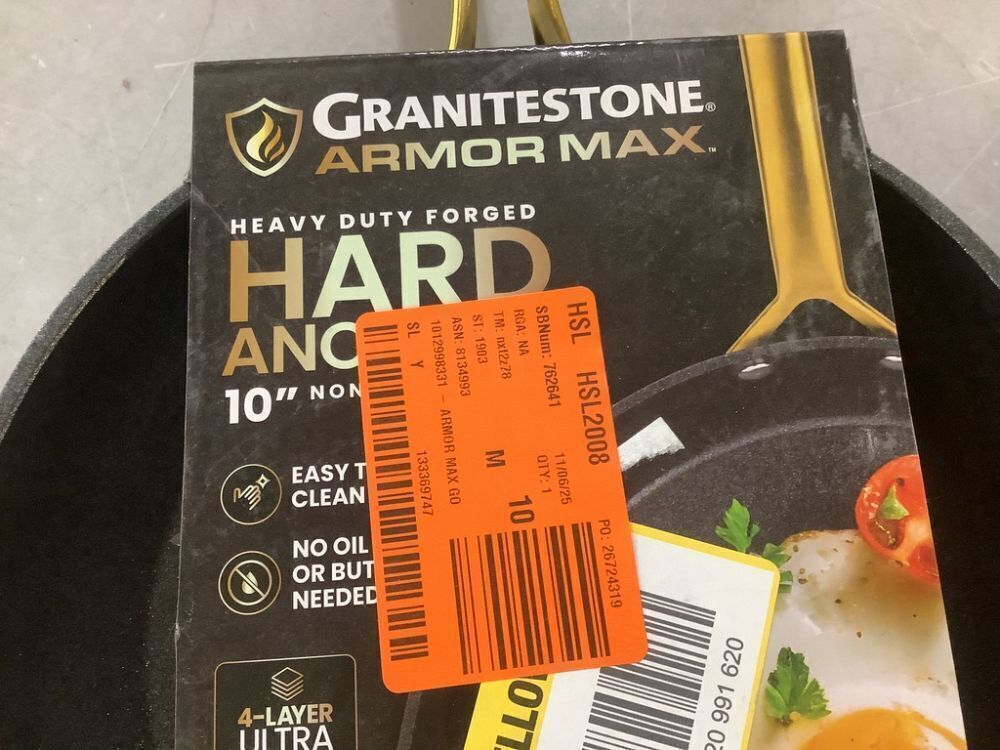 GRANITESTONE®
ARMOR MAX™
HEAVY DUTY FORGED
HARD
ANO
10” NON
EASY T
CLEAN
NO OIL
OR BUT
NEEDED
4-LAYER
ULTRA
HSL HSL2008 PO: 26724319
SBNum: 762641 11/06/25
RGA: NA QTY: 1
TM: nxl2z78 10
ST: 1903 M
ASN: 8134993
1012998331 - ARMOR MAX GO
SL Y 133369747
LLO
20 991 620